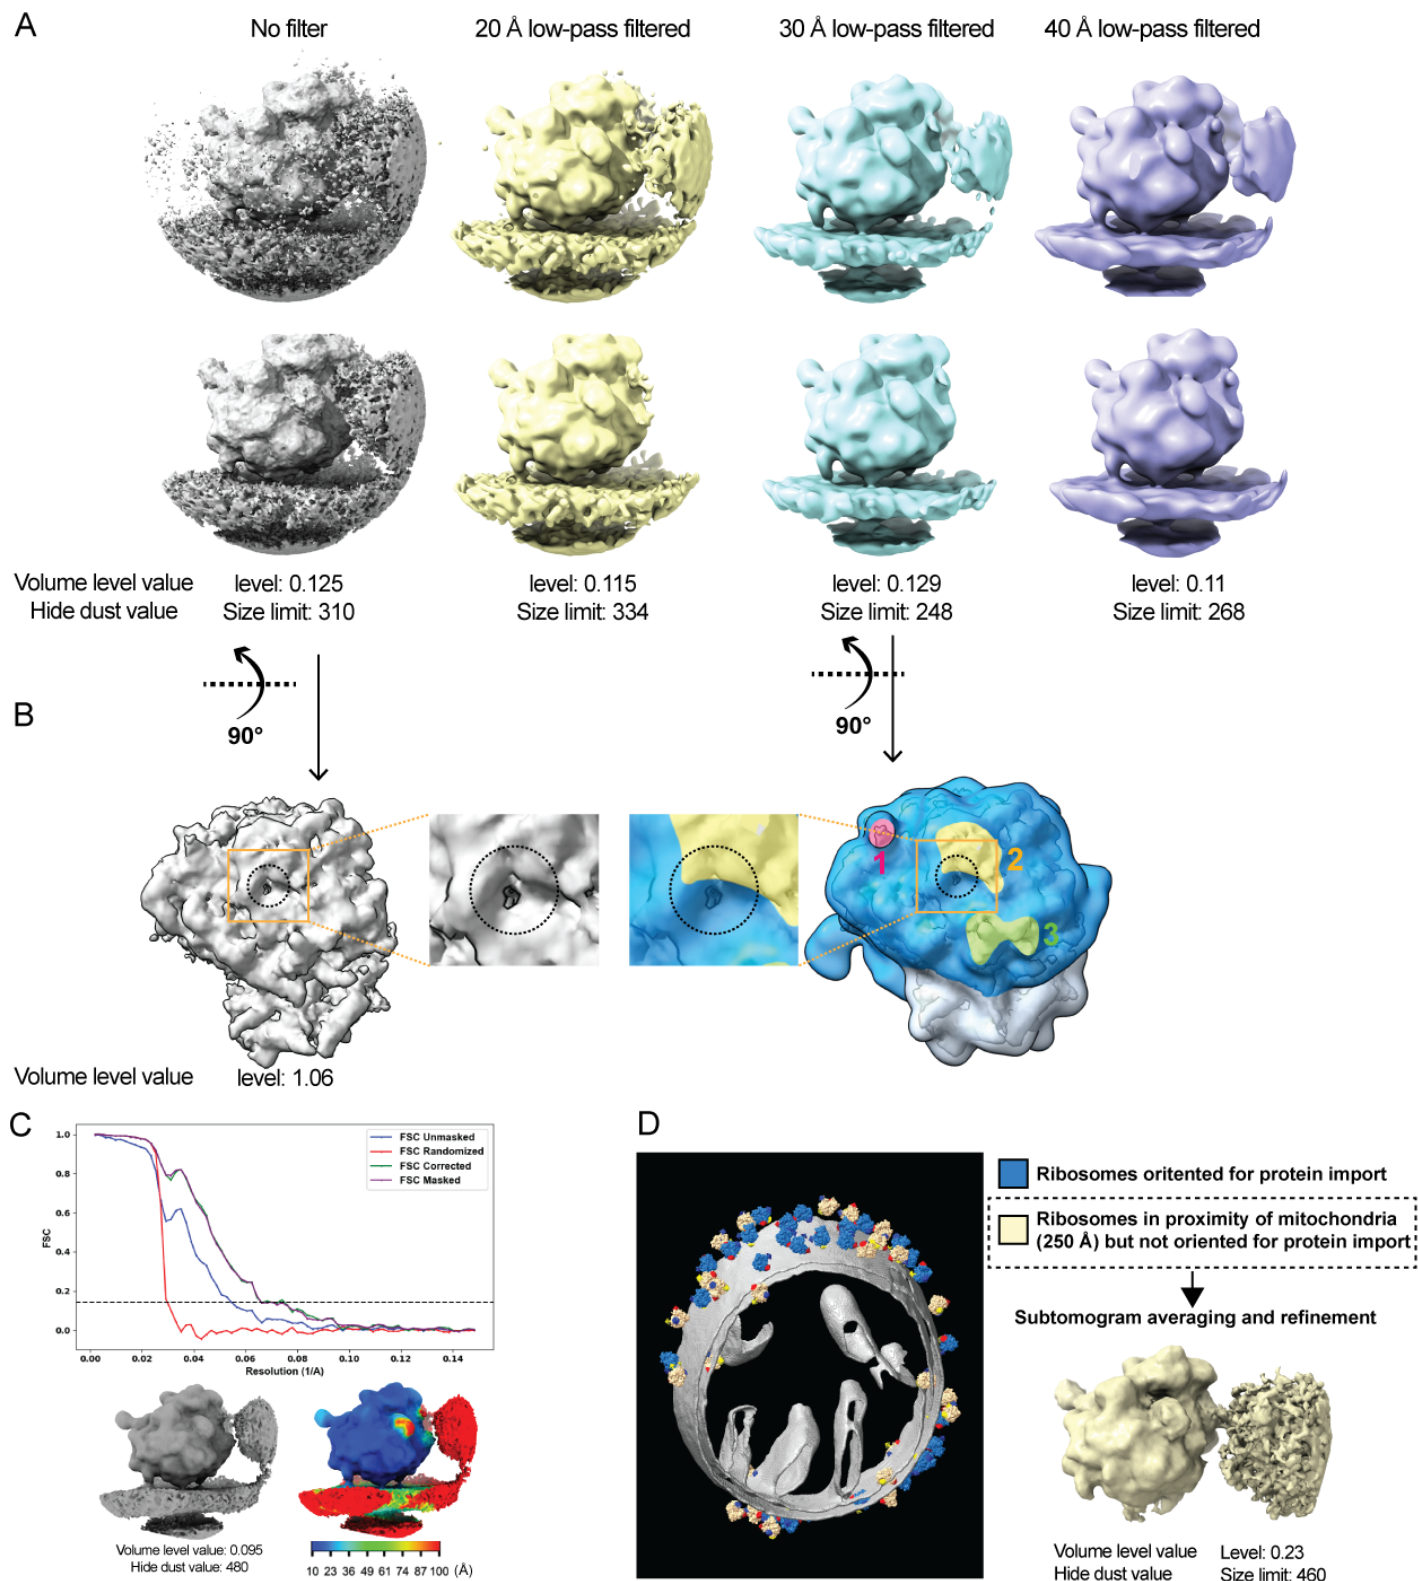 A
No filter
20 Å low-pass filtered
30 Å low-pass filtered
40 Å low-pass filtered
Volume level value
level: 0.125
level: 0.115
level: 0.129
level: 0.11
Hide dust value
Size limit: 310
Size limit: 334
Size limit: 248
Size limit: 268
90°
90°
B
1
2
3
Volume level value
level: 1.06
C
FSC Unmasked
FSC Randomized
FSC Corrected
FSC Masked
1.0
0.8
0.6
0.4
0.2
0.0
FSC
0.00
0.02
0.04
0.06
0.08
0.10
0.12
0.14
Resolution (1/A)
Volume level value: 0.095
Hide dust value: 480
10 23 36 49 61 74 87 100 (Å)
D
Ribosomes oritented for protein import
Ribosomes in proximity of mitochondria
(250 Å) but not oriented for protein import
Subtomogram averaging and refinement
Volume level value
Level: 0.23
Hide dust value
Size limit: 460